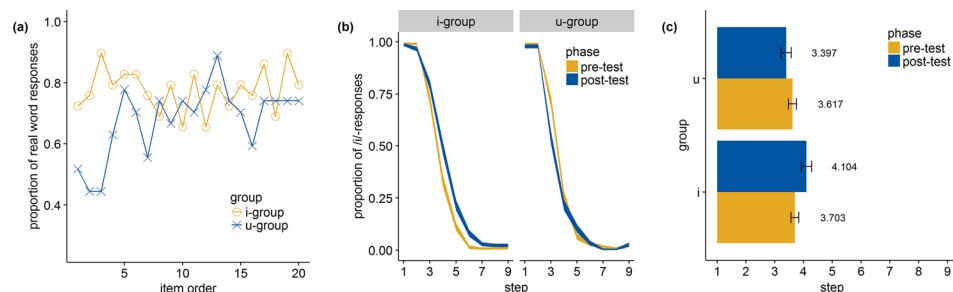 (a)
proportion of real word responses
1.0
0.8
0.6
0.4
5
10
15
20
item order
group
i-group
u-group
(b)
proportion of /i/-responses
i-group
u-group
1.00
0.75
0.50
0.25
0.00
phase
pre-test
post-test
1 3 5 7 9
1 3 5 7 9
step
step
(c)
group
u
i
3.397
3.617
4.104
3.703
phase
pre-test
post-test
1 2 3 4 5 6 7 8 9
step